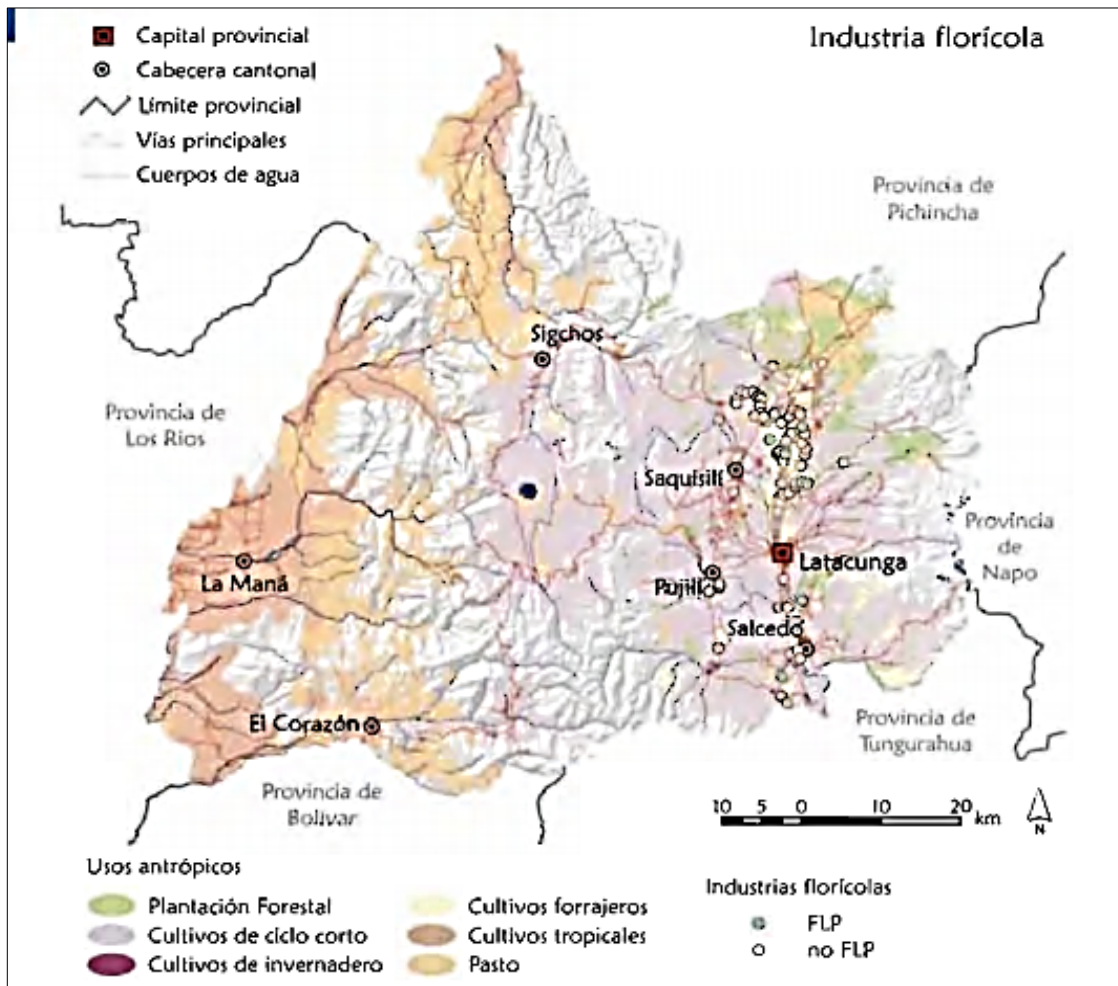 Industria florícola
Capital provincial
Cabecera cantonal
Límite provincial
Vías principales
Cuerpos de agua
Provincia de
Pichincha
Sigchos
Provincia de
Los Ríos
Saquisilí
Provincia
de
Napo
La Maná
Latacunga
Pujilí
Salcedo
El Corazón
Provincia de
Tungurahua
Provincia de
Bolívar
10 5 0 10 20
km
N
Usos antrópicos
Plantación Forestal
Cultivos de ciclo corto
Cultivos de invernadero
Cultivos forrajeros
Cultivos tropicales
Pasto
Industrias florícolas
FLP
no FLP